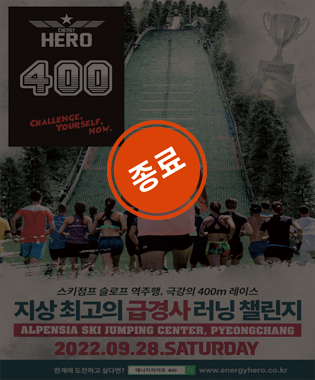 ENERGY
HERO
400
CHALLENGE.
YOURSELF.
NOW.
종료
스키점프 슬로프 역주행. 극강의 400m 레이스
지상 최고의 급경사 러닝 챌린지
ALPENSIA SKI JUMPING CENTER, PYEONGCHANG
2022.09.28.SATURDAY
한계에 도전하고 싶다면? 에너지히어로 400 www.energyhero.co.kr